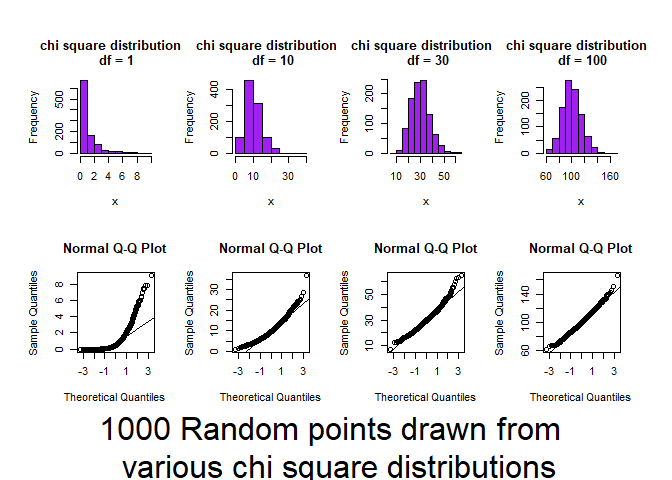 chi square distribution
df = 1
chi square distribution
df = 10
chi square distribution
df = 30
chi square distribution
df = 100
Frequency
0 200 600
0 2 4 6 8
x
Frequency
0 200 400
0 10 30
x
Frequency
0 100 200
10 30 50
x
Frequency
0 100 250
60 100 160
x
Normal Q-Q Plot
Sample Quantiles
0 2 4 6 8
-3 -1 1 3
Theoretical Quantiles
Normal Q-Q Plot
Sample Quantiles
0 10 20 30
-3 -1 1 3
Theoretical Quantiles
Normal Q-Q Plot
Sample Quantiles
10 30 50
-3 -1 1 3
Theoretical Quantiles
Normal Q-Q Plot
Sample Quantiles
60 100 140
-3 -1 1 3
Theoretical Quantiles
1000 Random points drawn from
various chi square distributions